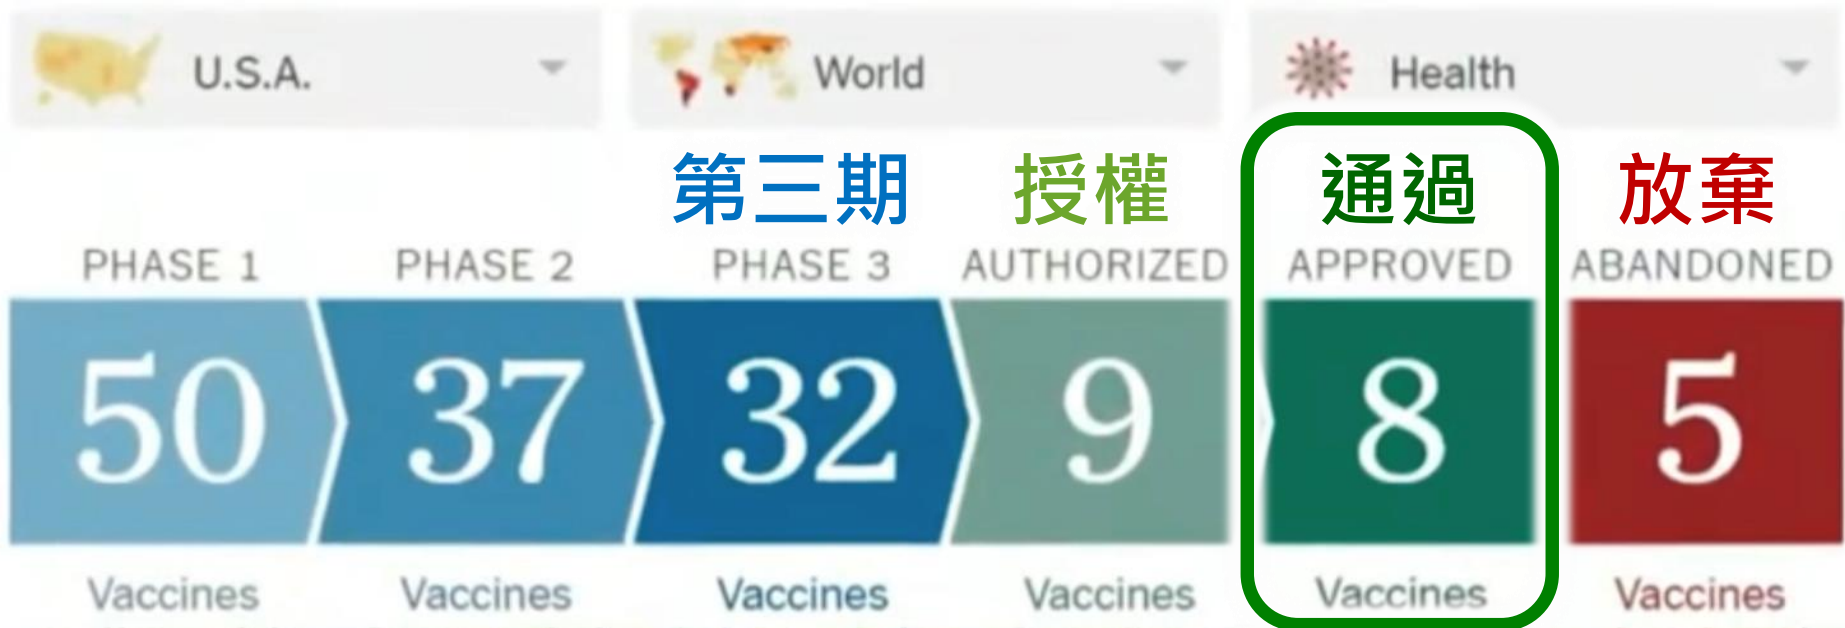 U.S.A. World Health
第三期 授權 通過 放棄
PHASE 1 PHASE 2 PHASE 3 AUTHORIZED APPROVED ABANDONED
50 37 32 9 8 5
Vaccines Vaccines Vaccines Vaccines Vaccines Vaccines